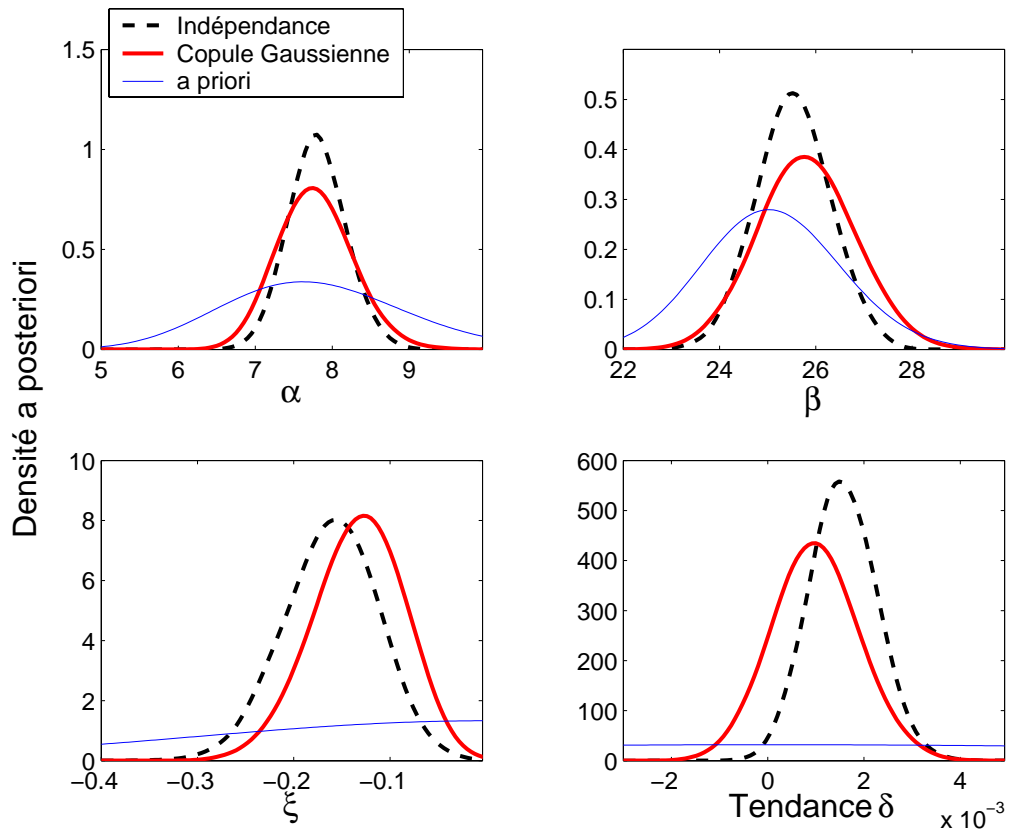 Indépendance
Copule Gaussienne
a priori
Densité a posteriori
1.5
1
0.5
0
5 6 7 8 9
α
0.5
0.4
0.3
0.2
0.1
0
22 24 26 28
β
10
8
6
4
2
0
−0.4 −0.3 −0.2 −0.1
ξ
600
500
400
300
200
100
0
−2 0 2 4
Tendance δ
x 10⁻³